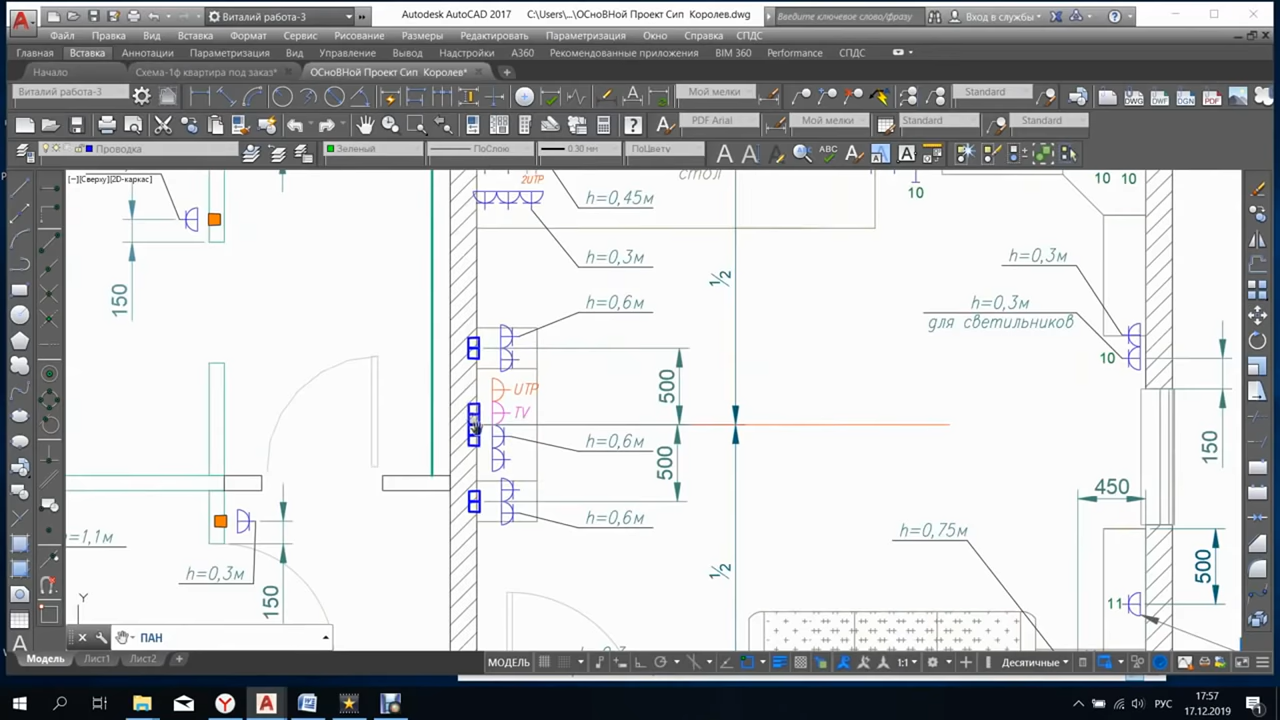 Виталий работа-3
Autodesk AutoCAD 2017
C:\Users\...\ОСноВНой Проект Сип Королев.dwg
Введите ключевое слово/фразу
Вход в службы
Файл Правка Вид Вставка Формат Сервис Рисование Размеры Редактировать Параметризация Окно Справка СПДС
Главная Вставка Аннотации Параметризация Вид Управление Вывод Надстройки A360 Рекомендованные приложения BIM 360 Performance СПДС
Начало
Схема-1ф квартира под заказ*
ОСноВНой Проект Сип Королев*
Виталий работа-3
Мой мелки
Standard
DWG DWF DGN PDF
PDF Arial
Мой мелки
Standard
Standard
Проводка
Зеленый
ПоСлою
0.30 мм
ПоЦвету
[−][Сверху][2D-каркас]
2UTP
стол
h=0,45м
10
10 10
h=0,3м
h=0,3м
1/2
h=0,3м
для светильников
150
h=0,6м
10
UTP
TV
500
h=0,6м
500
150
450
h=0,6м
h=0,75м
=1,1м
h=0,3м
1/2
500
150
11
Y
ПАН
Модель Лист1 Лист2
МОДЕЛЬ
1:1
Десятичные
РУС
17:57
17.12.2019